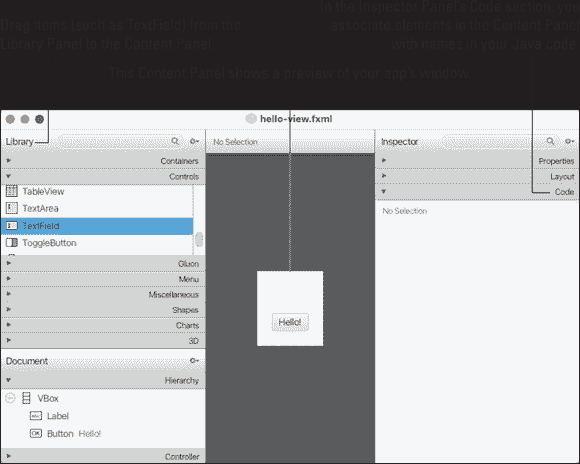 In the Inspector Panel's Code section, you
Drag items (such as TextField) from the
associate elements in the Content Panel
Library Panel to the Content Panel.
with names in your Java code.
This Content Panel shows a preview of your app's window.
hello-view.fxml
Library
No Selection
Inspector
Containers
Properties
Controls
Layout
TableView
Code
TextArea
No Selection
TextField
ToggleButton
Gluon
Menu
Miscellaneous
Shapes
Charts
3D
Hello!
Document
Hierarchy
VBox
Label
OK Button Hello!
Controller